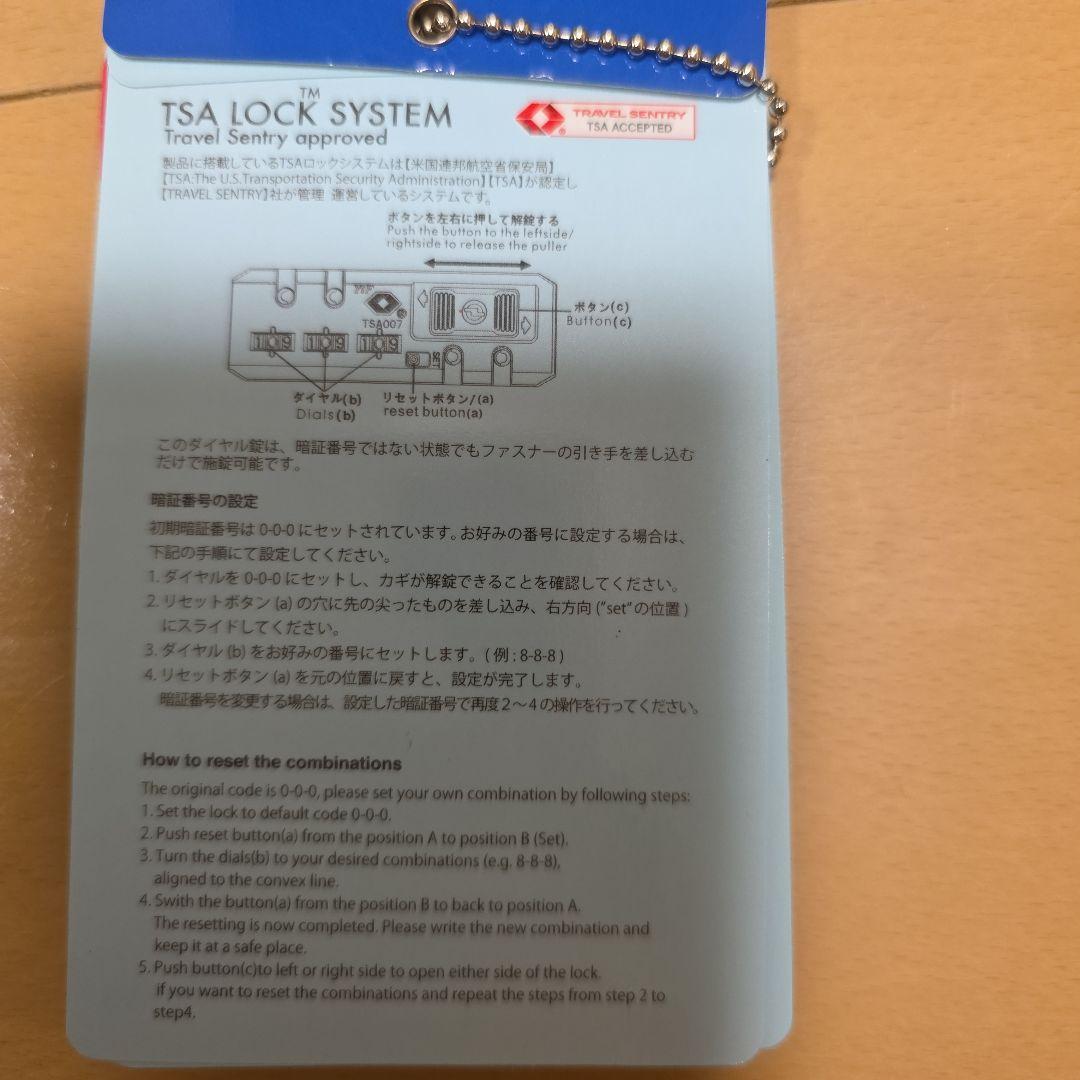 TSA LOCK SYSTEM™
Travel Sentry approved
TRAVEL SENTRY®
TSA ACCEPTED
製品に搭載しているTSAロックシステムは【米国連邦航空省保安局】
【TSA:The U.S.Transportation Security Administration】【TSA】が認定し
【TRAVEL SENTRY】社が管理 運営しているシステムです。
ボタンを左右に押して解錠する
Push the button to the leftside/
rightside to release the puller
TSA007
ボタン(c)
Button(c)
109 109 109
ダイヤル(b)
Dials(b)
リセットボタン/(a)
reset button(a)
このダイヤル錠は、暗証番号ではない状態でもファスナーの引き手を差し込む
だけで施錠可能です。
暗証番号の設定
初期暗証番号は 0-0-0 にセットされています。お好みの番号に設定する場合は、
下記の手順にて設定してください。
1. ダイヤルを 0-0-0 にセットし、カギが解錠できることを確認してください。
2. リセットボタン (a) の穴に先の尖ったものを差し込み、右方向 ("set" の位置 )
にスライドしてください。
3. ダイヤル (b) をお好みの番号にセットします。( 例 : 8-8-8 )
4. リセットボタン (a) を元の位置に戻すと、設定が完了します。
暗証番号を変更する場合は、設定した暗証番号で再度２～４の操作を行ってください。
How to reset the combinations
The original code is 0-0-0, please set your own combination by following steps:
1. Set the lock to default code 0-0-0.
2. Push reset button(a) from the position A to position B (Set).
3. Turn the dials(b) to your desired combinations (e.g. 8-8-8),
aligned to the convex line.
4. Swith the button(a) from the position B to back to position A.
The resetting is now completed. Please write the new combination and
keep it at a safe place.
5. Push button(c)to left or right side to open either side of the lock.
if you want to reset the combinations and repeat the steps from step 2 to
step4.